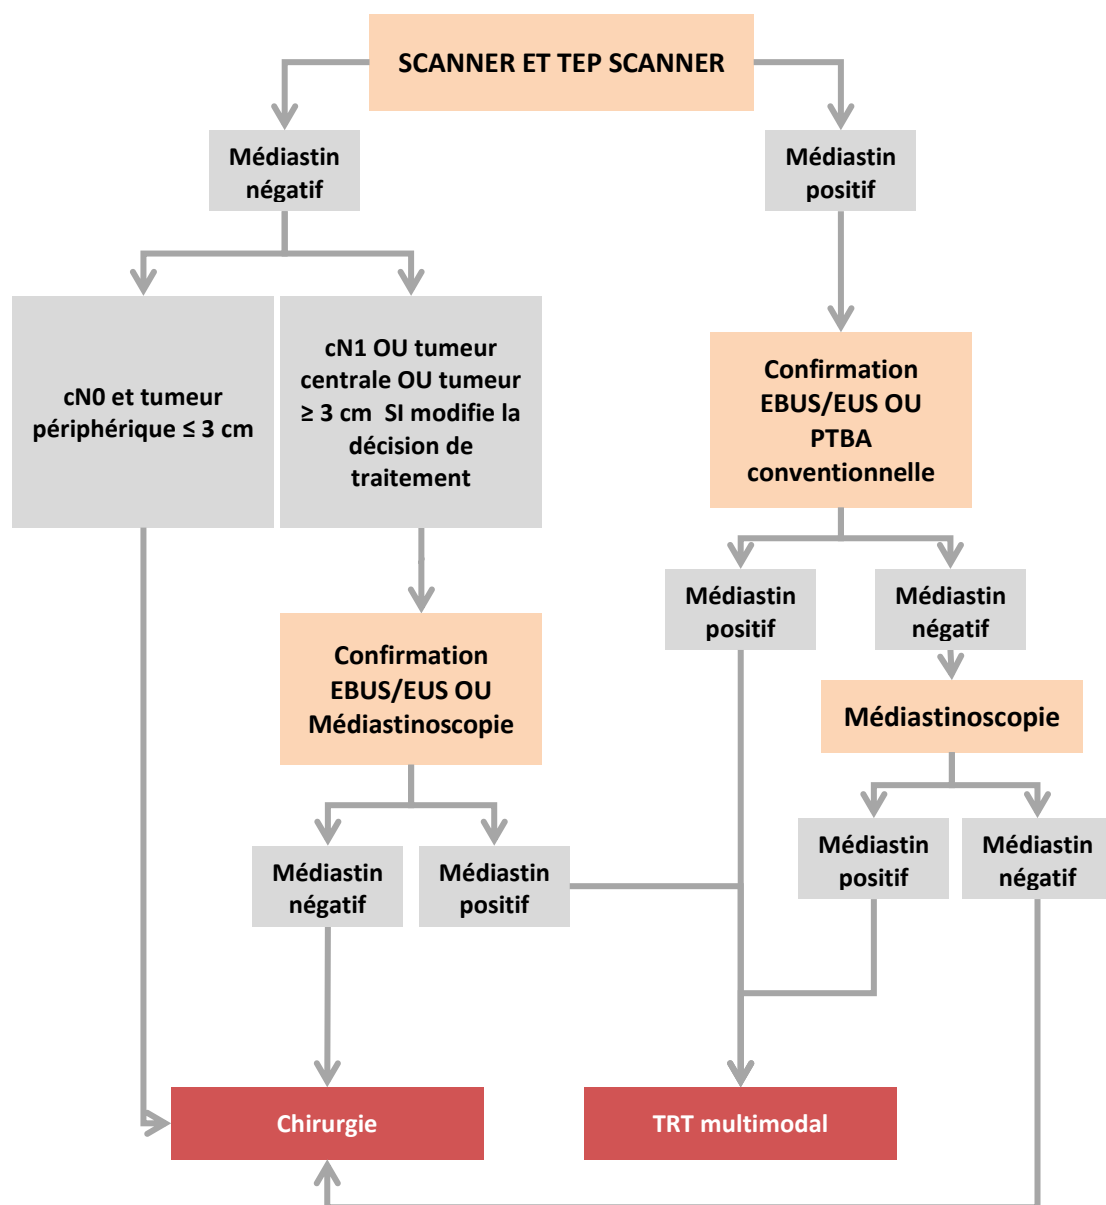 SCANNER ET TEP SCANNER
Médiastin
négatif
Médiastin
positif
cN0 et tumeur
périphérique ≤ 3 cm
cN1 OU tumeur
centrale OU tumeur
≥ 3 cm  SI modifie la
décision de
traitement
Confirmation
EBUS/EUS OU
PTBA
conventionnelle
Médiastin
positif
Médiastin
négatif
Confirmation
EBUS/EUS OU
Médiastinoscopie
Médiastinoscopie
Médiastin
négatif
Médiastin
positif
Médiastin
positif
Médiastin
négatif
Chirurgie
TRT multimodal